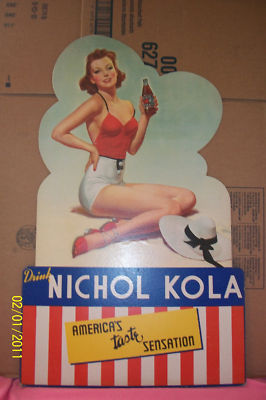 Drink
NICHOL KOLA
AMERICA'S
taste
SENSATION
02/01/2011